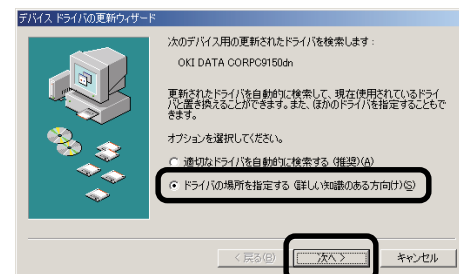 デバイス ドライバの更新ウィザード
次のデバイス用の更新されたドライバを検索します：
OKI DATA CORPC9150dn
更新されたドライバを自動的に検索して、現在使用されているドライ
バと置き換えることができます。また、ほかのドライバを指定することもで
きます。
オプションを選択してください。
適切なドライバを自動的に検索する (推奨)(A)
ドライバの場所を指定する (詳しい知識のある方向け)(S)
< 戻る(B)
次へ >
キャンセル